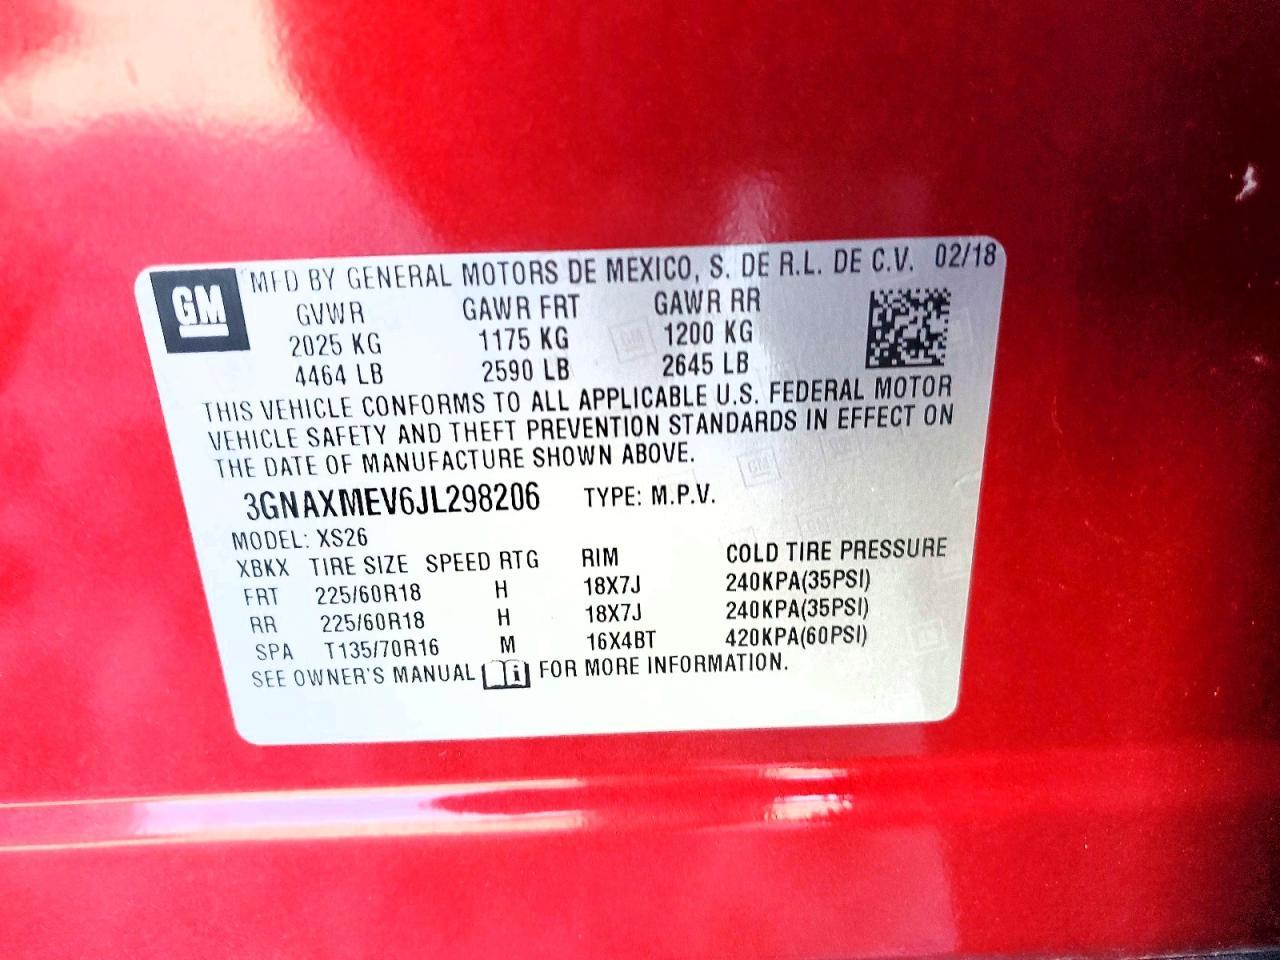 GM MFD BY GENERAL MOTORS DE MEXICO, S. DE R.L. DE C.V. 02/18
GVWR GAWR FRT GAWR RR
2025 KG 1175 KG 1200 KG
4464 LB 2590 LB 2645 LB
THIS VEHICLE CONFORMS TO ALL APPLICABLE U.S. FEDERAL MOTOR
VEHICLE SAFETY AND THEFT PREVENTION STANDARDS IN EFFECT ON
THE DATE OF MANUFACTURE SHOWN ABOVE.
3GNAXMEV6JL298206 TYPE: M.P.V.
MODEL: XS26
XBKX TIRE SIZE SPEED RTG RIM COLD TIRE PRESSURE
FRT 225/60R18 H 18X7J 240KPA(35PSI)
RR 225/60R18 H 18X7J 240KPA(35PSI)
SPA T135/70R16 M 16X4BT 420KPA(60PSI)
SEE OWNER'S MANUAL FOR MORE INFORMATION.